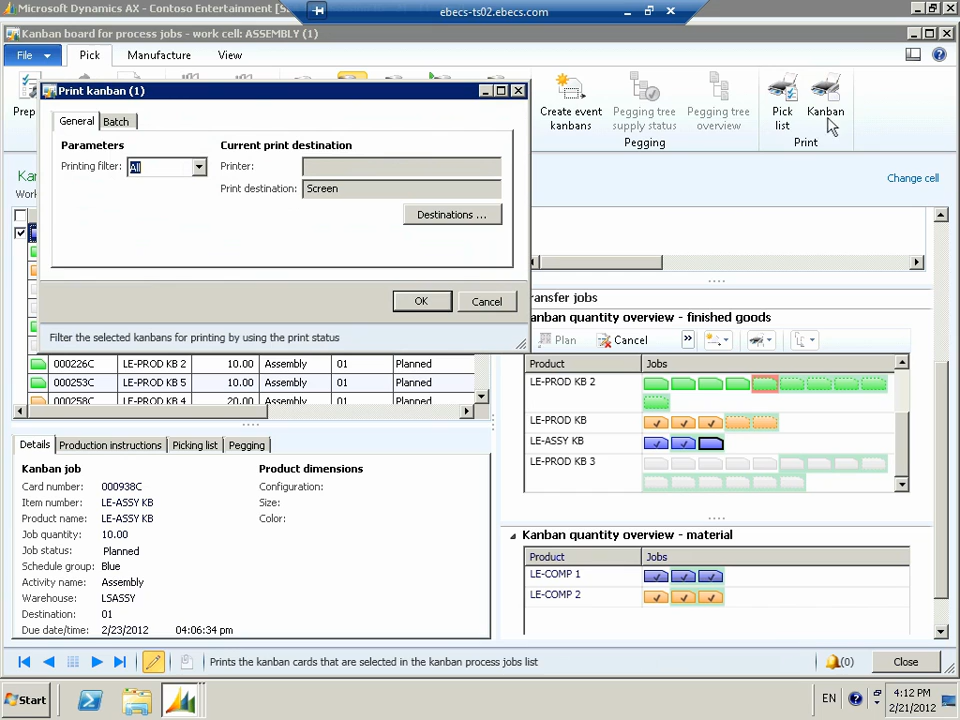 Microsoft Dynamics AX - Contoso Entertainment [S
ebecs-ts02.ebecs.com
Kanban board for process jobs - work cell: ASSEMBLY (1)
File
Pick
Manufacture
View
Prep
Create event
kanbans
Pegging tree
supply status
Pegging tree
overview
Pegging
Pick
list
Kanban
Print
Print kanban (1)
General
Batch
Parameters
Printing filter:
All
Current print destination
Printer:
Print destination:
Screen
Destinations ...
OK
Cancel
Filter the selected kanbans for printing by using the print status
Kan
Work
Change cell
000226C LE-PROD KB 2 10.00 Assembly 01 Planned
000253C LE-PROD KB 5 10.00 Assembly 01 Planned
000258C LE-PROD KB 4 20.00 Assembly 01 Planned
Details
Production instructions
Picking list
Pegging
Kanban job
Card number: 000938C
Item number: LE-ASSY KB
Product name: LE-ASSY KB
Job quantity: 10.00
Job status: Planned
Schedule group: Blue
Activity name: Assembly
Warehouse: LSASSY
Destination: 01
Due date/time: 2/23/2012 04:06:34 pm
Product dimensions
Configuration:
Size:
Color:
ransfer jobs
anban quantity overview - finished goods
Plan
Cancel
»
Product Jobs
LE-PROD KB 2
LE-PROD KB
LE-ASSY KB
LE-PROD KB 3
Kanban quantity overview - material
Product Jobs
LE-COMP 1
LE-COMP 2
Prints the kanban cards that are selected in the kanban process jobs list
(0)
Close
Start
EN
4:12 PM
2/21/2012